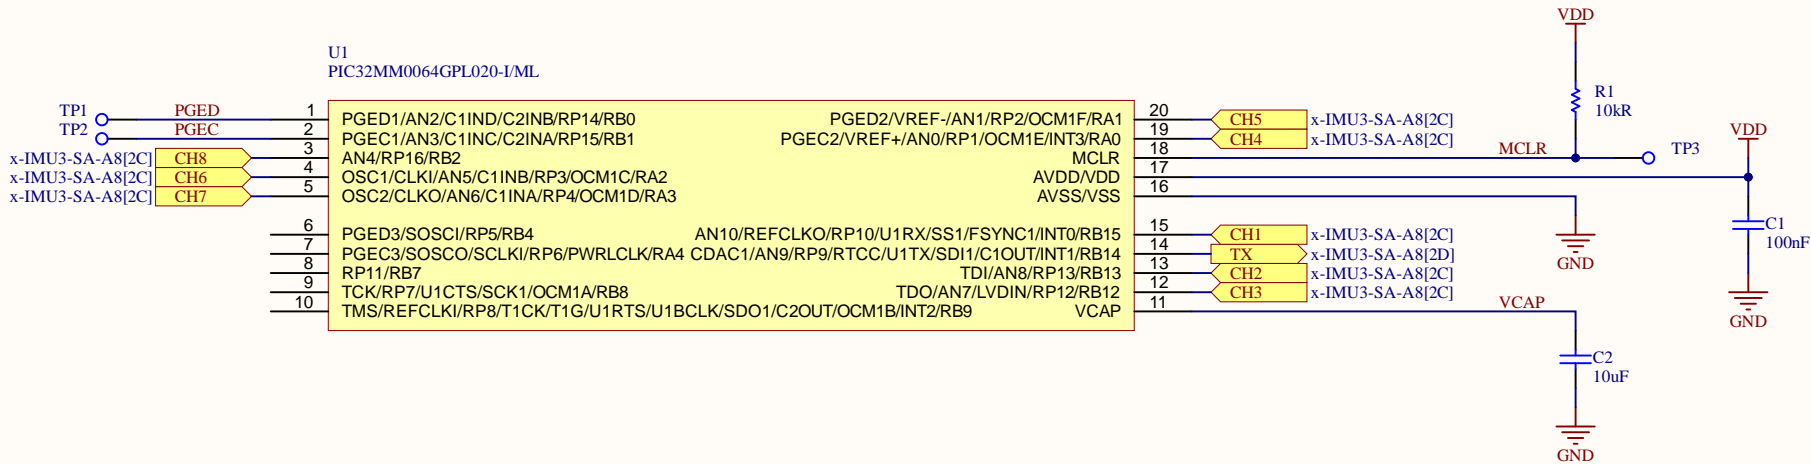 VDD
U1
PIC32MM0064GPL020-I/ML
R1
10kR
TP1 PGED 1 PGED1/AN2/C1IND/C2INB/RP14/RB0 PGED2/VREF-/AN1/RP2/OCM1F/RA1 20 CH5 x-IMU3-SA-A8[2C]
TP2 PGEC 2 PGEC1/AN3/C1INC/C2INA/RP15/RB1 PGEC2/VREF+/AN0/RP1/OCM1E/INT3/RA0 19 CH4 x-IMU3-SA-A8[2C] VDD
x-IMU3-SA-A8[2C] CH8 3 AN4/RP16/RB2 MCLR 18 MCLR TP3
x-IMU3-SA-A8[2C] CH6 4 OSC1/CLKI/AN5/C1INB/RP3/OCM1C/RA2 AVDD/VDD 17
x-IMU3-SA-A8[2C] CH7 5 OSC2/CLKO/AN6/C1INA/RP4/OCM1D/RA3 AVSS/VSS 16
C1
100nF
6 PGED3/SOSCI/RP5/RB4 AN10/REFCLKO/RP10/U1RX/SS1/FSYNC1/INT0/RB15 15 CH1 x-IMU3-SA-A8[2C]
7 PGEC3/SOSCO/SCLKI/RP6/PWRLCLK/RA4 CDAC1/AN9/RP9/RTCC/U1TX/SDI1/C1OUT/INT1/RB14 14 TX x-IMU3-SA-A8[2D]
GND
8 RP11/RB7 TDI/AN8/RP13/RB13 13 CH2 x-IMU3-SA-A8[2C]
9 TCK/RP7/U1CTS/SCK1/OCM1A/RB8 TDO/AN7/LVDIN/RP12/RB12 12 CH3 x-IMU3-SA-A8[2C]
10 TMS/REFCLKI/RP8/T1CK/T1G/U1RTS/U1BCLK/SDO1/C2OUT/OCM1B/INT2/RB9 VCAP 11 VCAP
GND
C2
10uF
GND